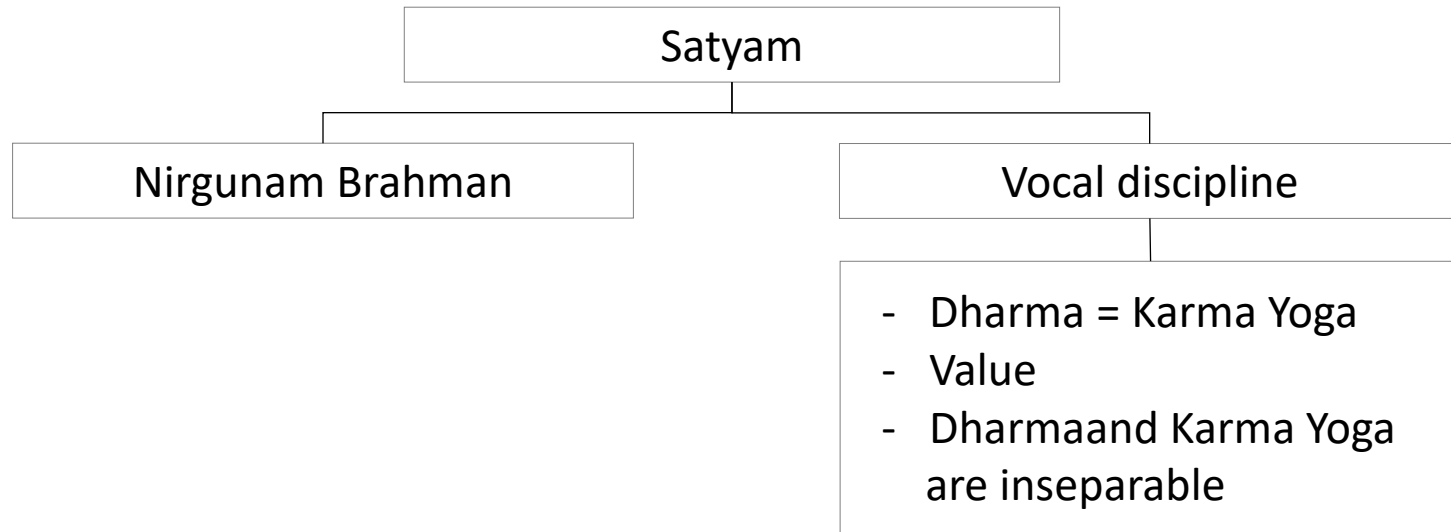 Satyam
Nirgunam Brahman
Vocal discipline
- Dharma = Karma Yoga
- Value
- Dharmaand Karma Yoga
are inseparable